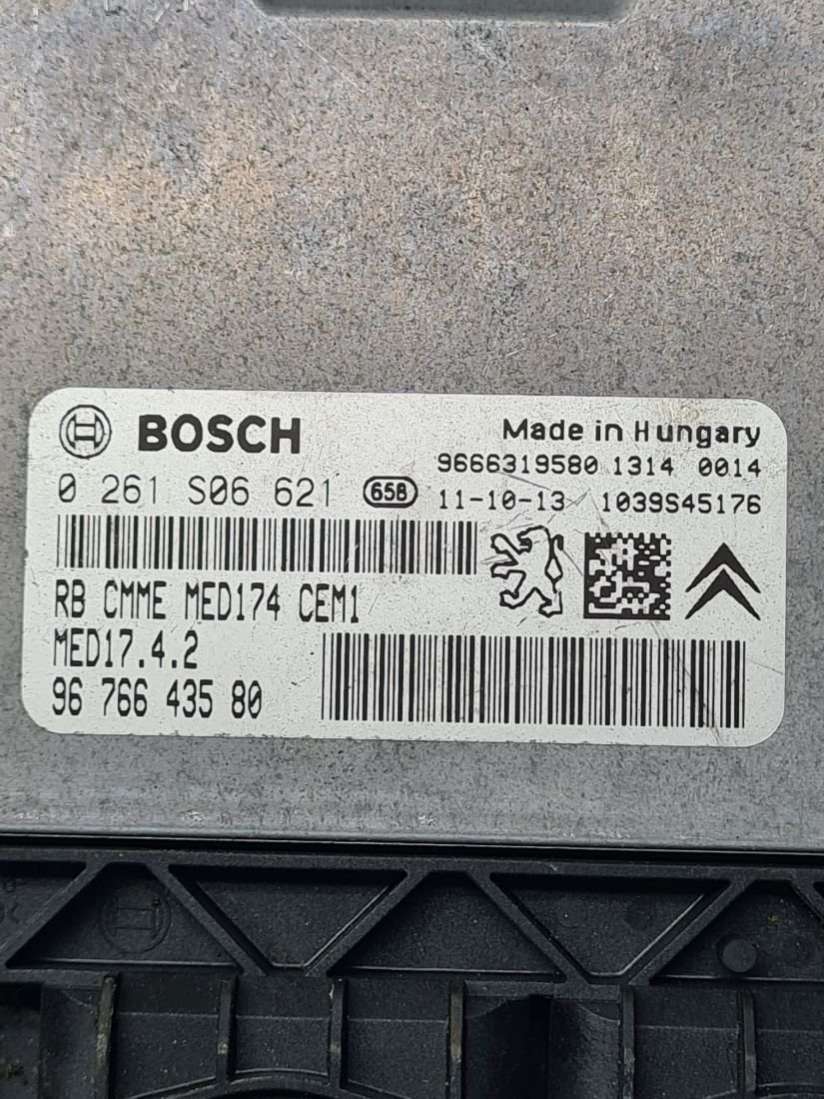 BOSCH
Made in Hungary
9666319580 1314 0014
0 261 S06 621 658 11-10-13 1039S45176
RB CMME MED174 CEM1
MED17.4.2
96 766 435 80